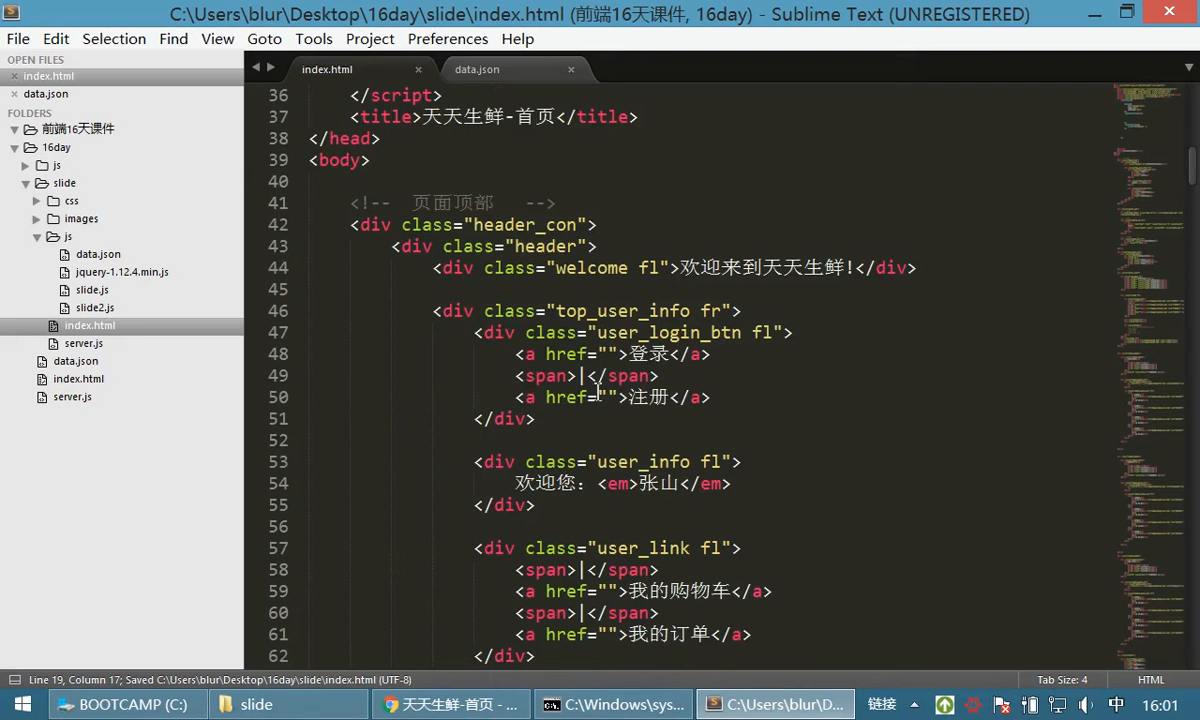 C:\Users\blur\Desktop\16day\slide\index.html (前端16天课件, 16day) - Sublime Text (UNREGISTERED)
File Edit Selection Find View Goto Tools Project Preferences Help
OPEN FILES
index.html
data.json
FOLDERS
前端16天课件
16day
js
slide
css
images
js
data.json
jquery-1.12.4.min.js
slide.js
slide2.js
index.html
server.js
data.json
index.html
server.js
index.html data.json
36 </script>
37 <title>天天生鲜-首页</title>
38 </head>
39 <body>
40
41 <!-- 页面顶部 -->
42 <div class="header_con">
43 <div class="header">
44 <div class="welcome fl">欢迎来到天天生鲜!</div>
45
46 <div class="top_user_info fr">
47 <div class="user_login_btn fl">
48 <a href="">登录</a>
49 <span>|</span>
50 <a href="">注册</a>
51 </div>
52
53 <div class="user_info fl">
54 欢迎您：<em>张山</em>
55 </div>
56
57 <div class="user_link fl">
58 <span>|</span>
59 <a href="">我的购物车</a>
60 <span>|</span>
61 <a href="">我的订单</a>
62 </div>
Line 19, Column 17; Saved C:\Users\blur\Desktop\16day\slide\index.html (UTF-8) Tab Size: 4 HTML
BOOTCAMP (C:) slide 天天生鲜-首页 - ... C:\Windows\sys... C:\Users\blur\D... 链接 中 16:01